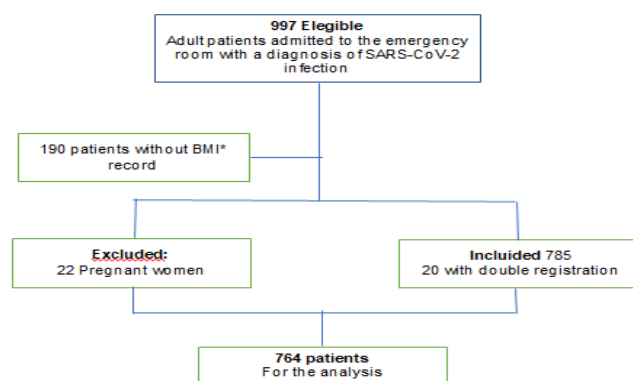 997 Elegible
Adult patients admitted to the emergency
room with a diagnosis of SARS-CoV-2
infection
190 patients without BMI*
record
Excluded:
22 Pregnant women
Incluided 785
20 with double registration
764 patients
For the analysis